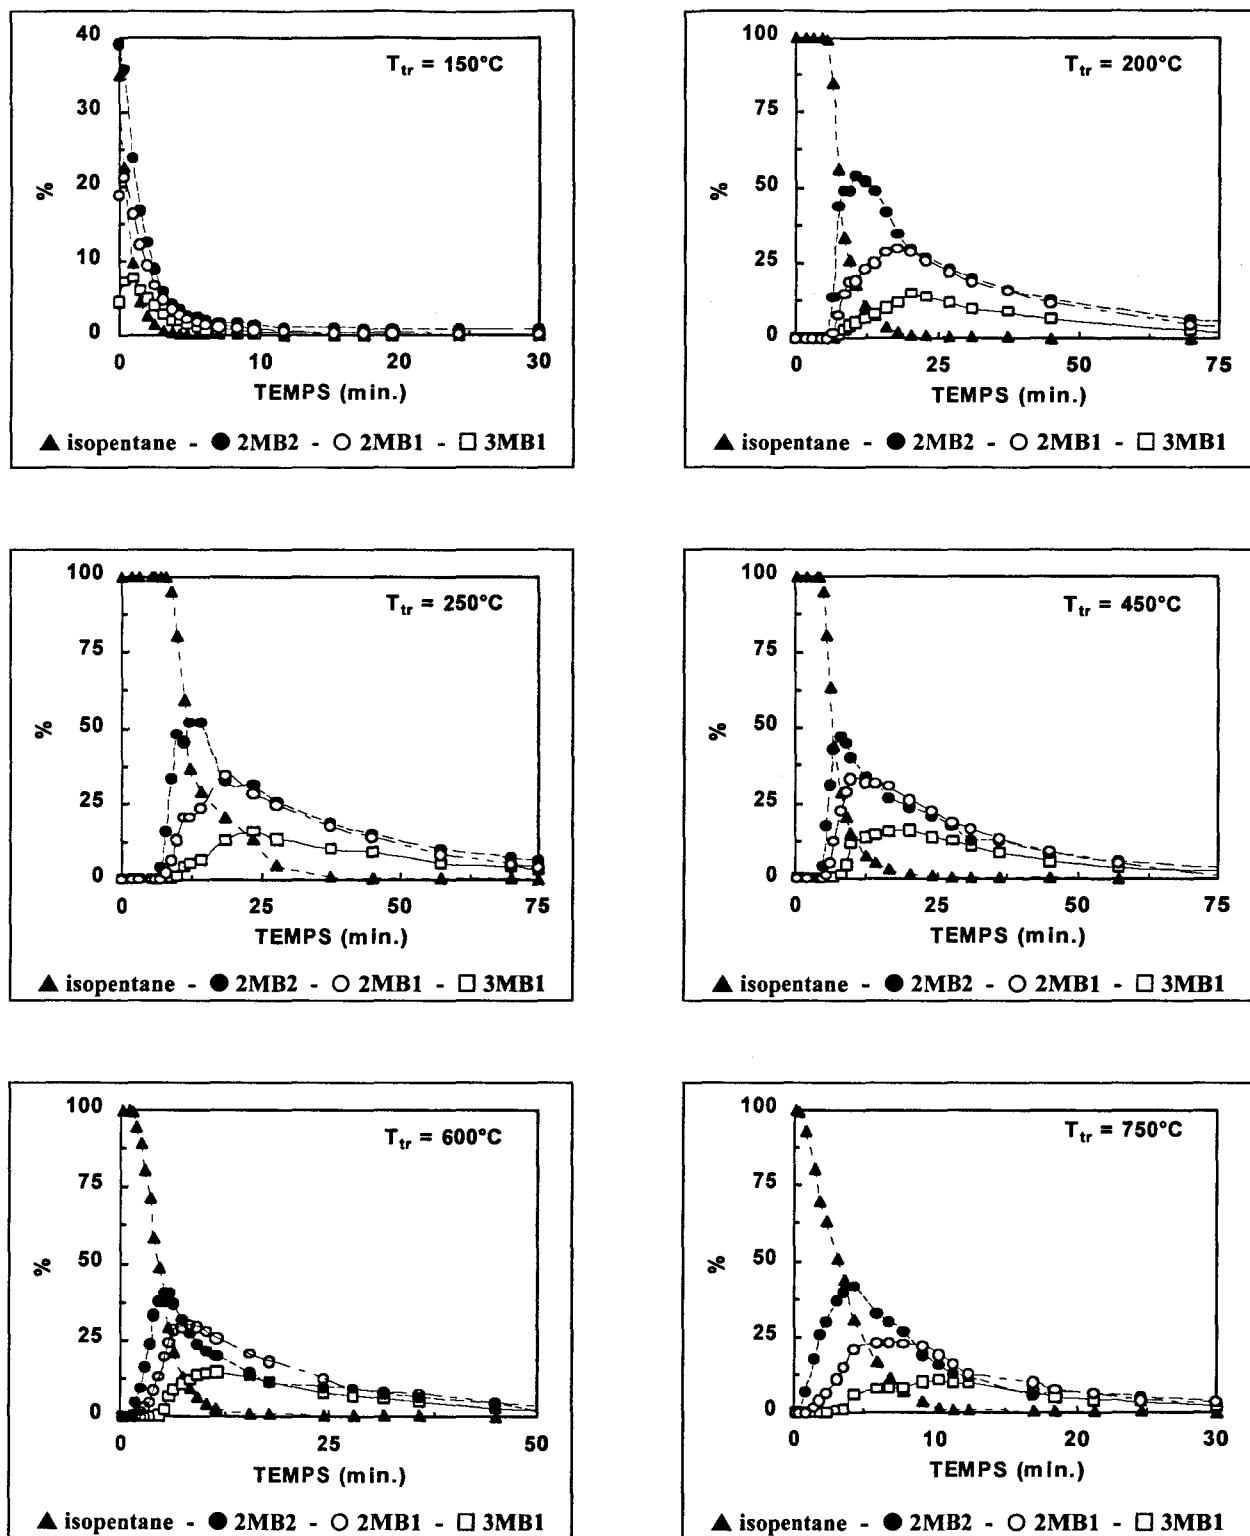 40
30
20
10
0
%
T_tr = 150°C
0 10 20 30
TEMPS (min.)
▲ isopentane - ● 2MB2 - ○ 2MB1 - □ 3MB1
100
75
50
25
0
%
T_tr = 200°C
0 25 50 75
TEMPS (min.)
▲ isopentane - ● 2MB2 - ○ 2MB1 - □ 3MB1
100
75
50
25
0
%
T_tr = 250°C
0 25 50 75
TEMPS (min.)
▲ isopentane - ● 2MB2 - ○ 2MB1 - □ 3MB1
100
75
50
25
0
%
T_tr = 450°C
0 25 50 75
TEMPS (min.)
▲ isopentane - ● 2MB2 - ○ 2MB1 - □ 3MB1
100
75
50
25
0
%
T_tr = 600°C
0 25 50
TEMPS (min.)
▲ isopentane - ● 2MB2 - ○ 2MB1 - □ 3MB1
100
75
50
25
0
%
T_tr = 750°C
0 10 20 30
TEMPS (min.)
▲ isopentane - ● 2MB2 - ○ 2MB1 - □ 3MB1